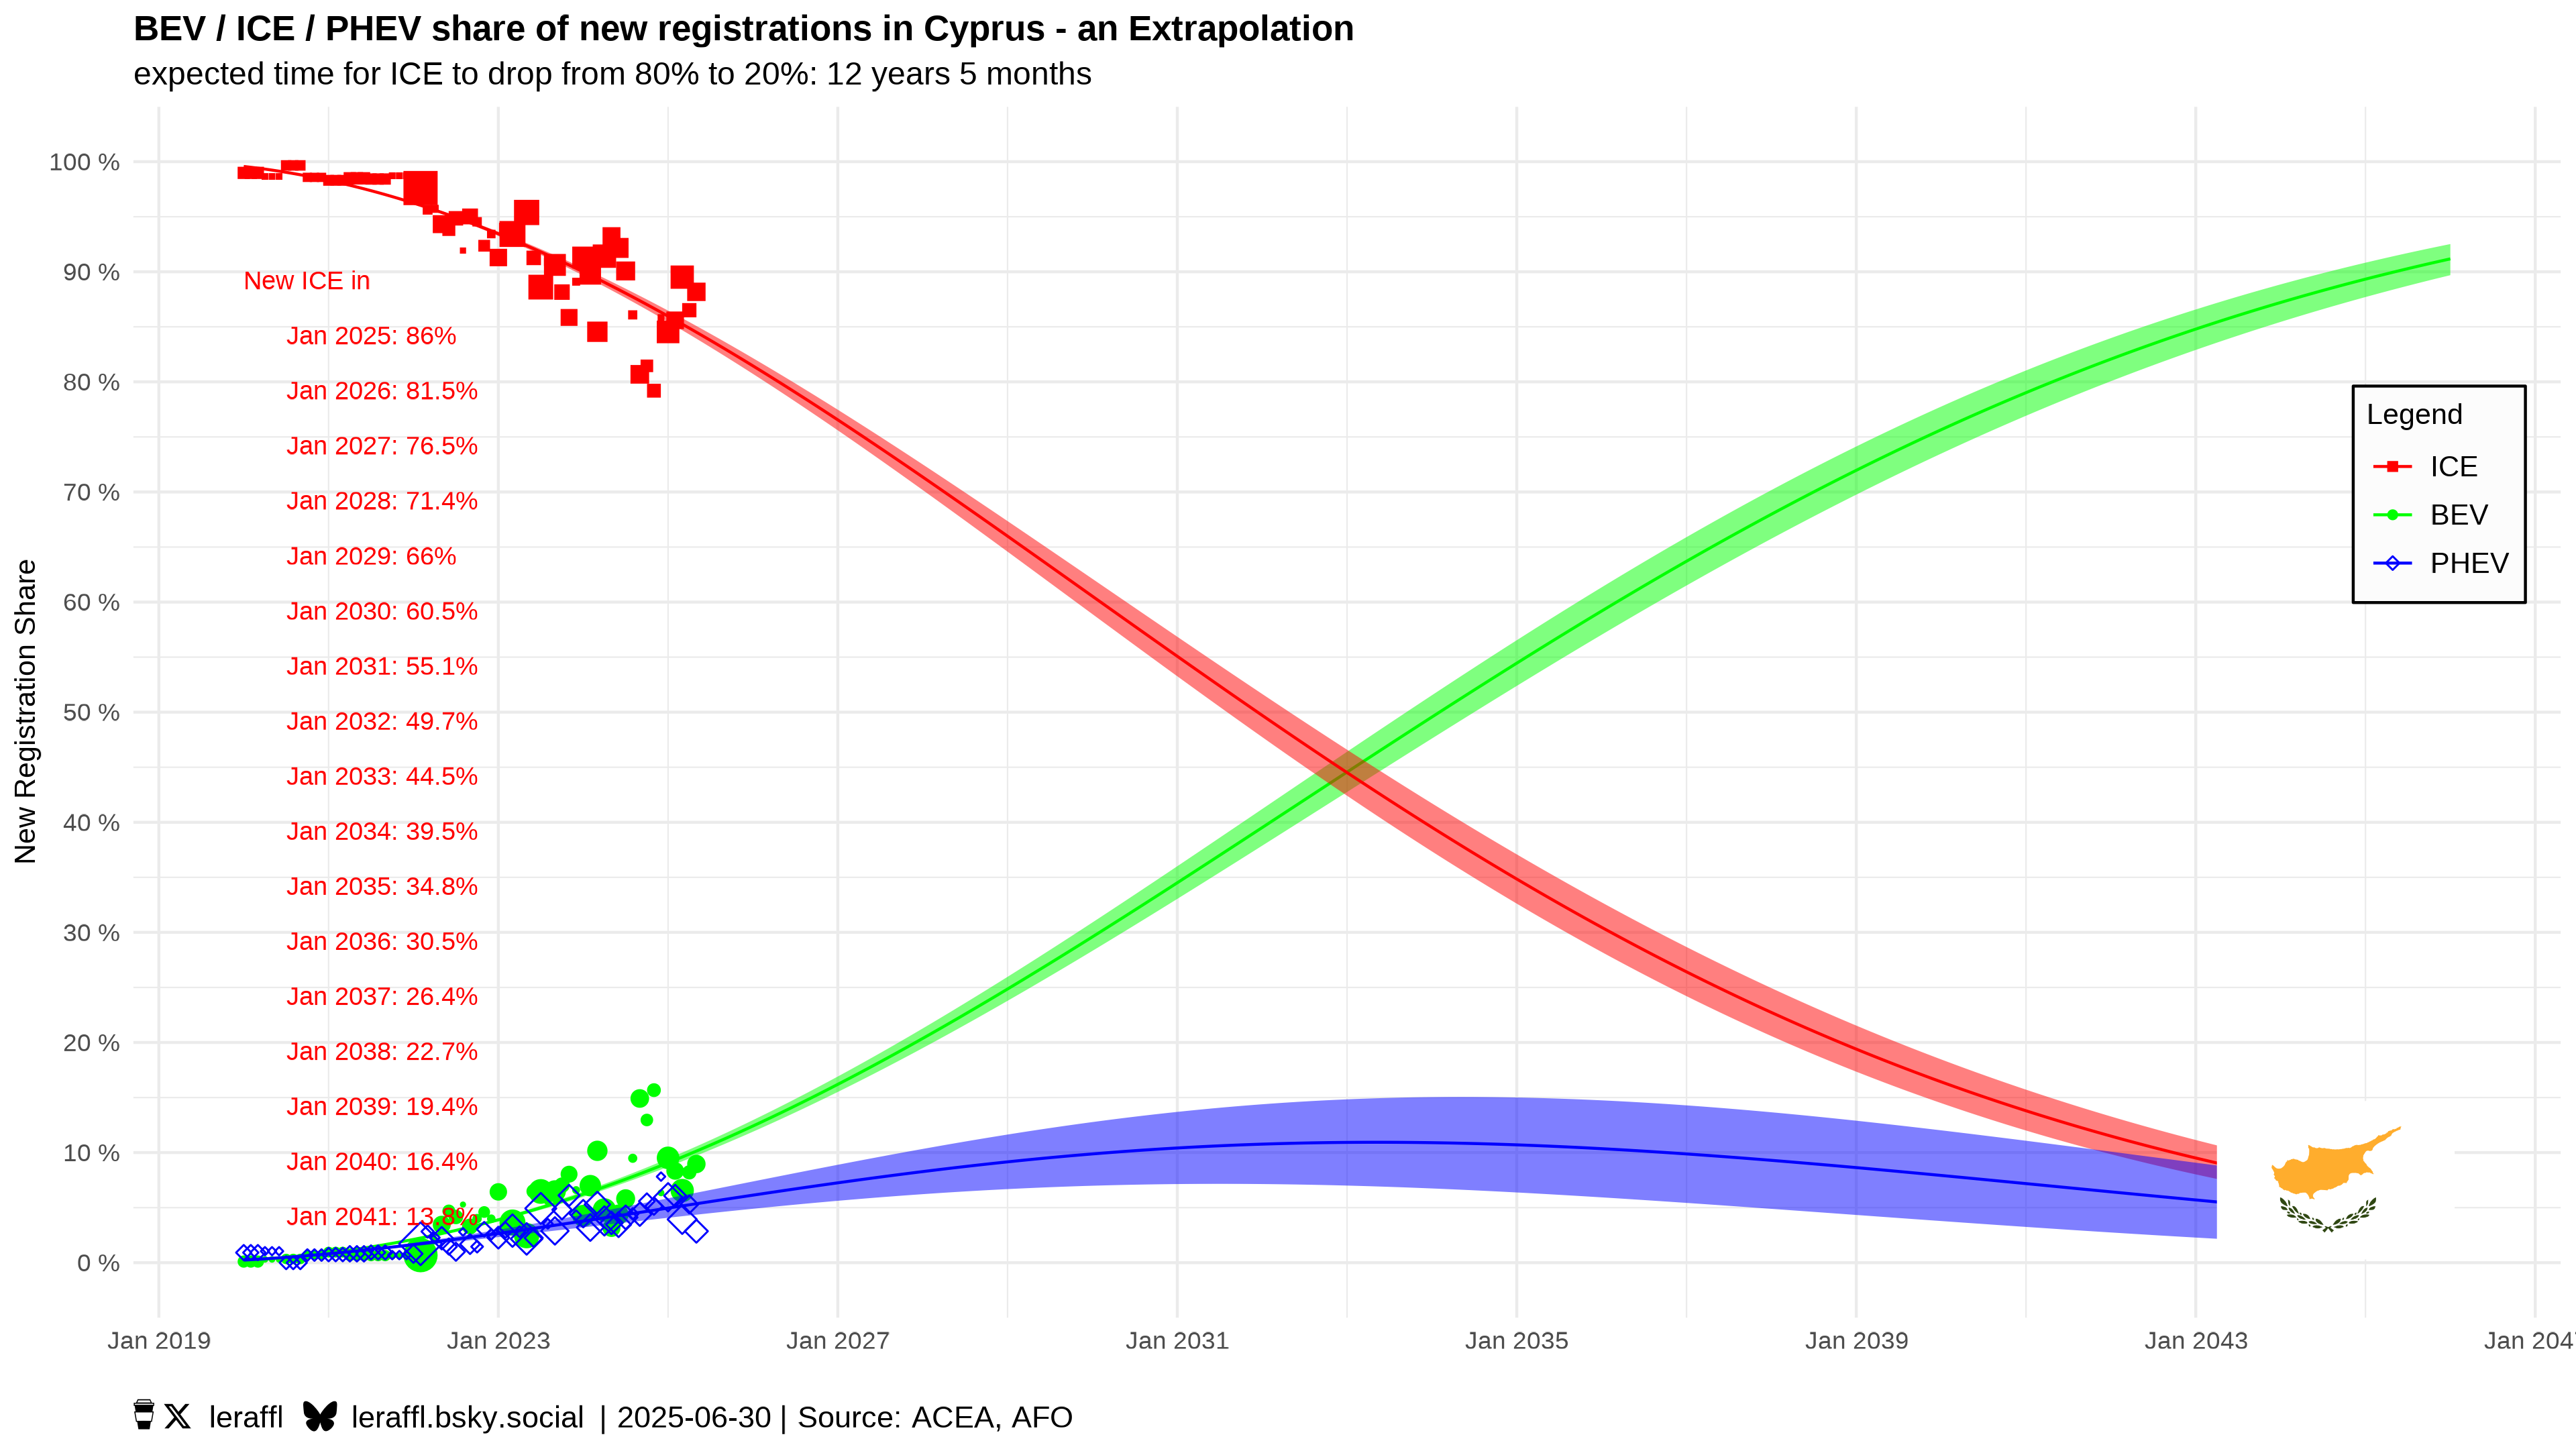 BEV / ICE / PHEV share of new registrations in Cyprus - an Extrapolation
expected time for ICE to drop from 80% to 20%: 12 years 5 months
New Registration Share
100 %
90 %
80 %
70 %
60 %
50 %
40 %
30 %
20 %
10 %
0 %
New ICE in
Jan 2025: 86%
Jan 2026: 81.5%
Jan 2027: 76.5%
Jan 2028: 71.4%
Jan 2029: 66%
Jan 2030: 60.5%
Jan 2031: 55.1%
Jan 2032: 49.7%
Jan 2033: 44.5%
Jan 2034: 39.5%
Jan 2035: 34.8%
Jan 2036: 30.5%
Jan 2037: 26.4%
Jan 2038: 22.7%
Jan 2039: 19.4%
Jan 2040: 16.4%
Jan 2041: 13.8%
Legend
ICE
BEV
PHEV
Jan 2019 Jan 2023 Jan 2027 Jan 2031 Jan 2035 Jan 2039 Jan 2043 Jan 204
leraffl leraffl.bsky.social | 2025-06-30 | Source: ACEA, AFO